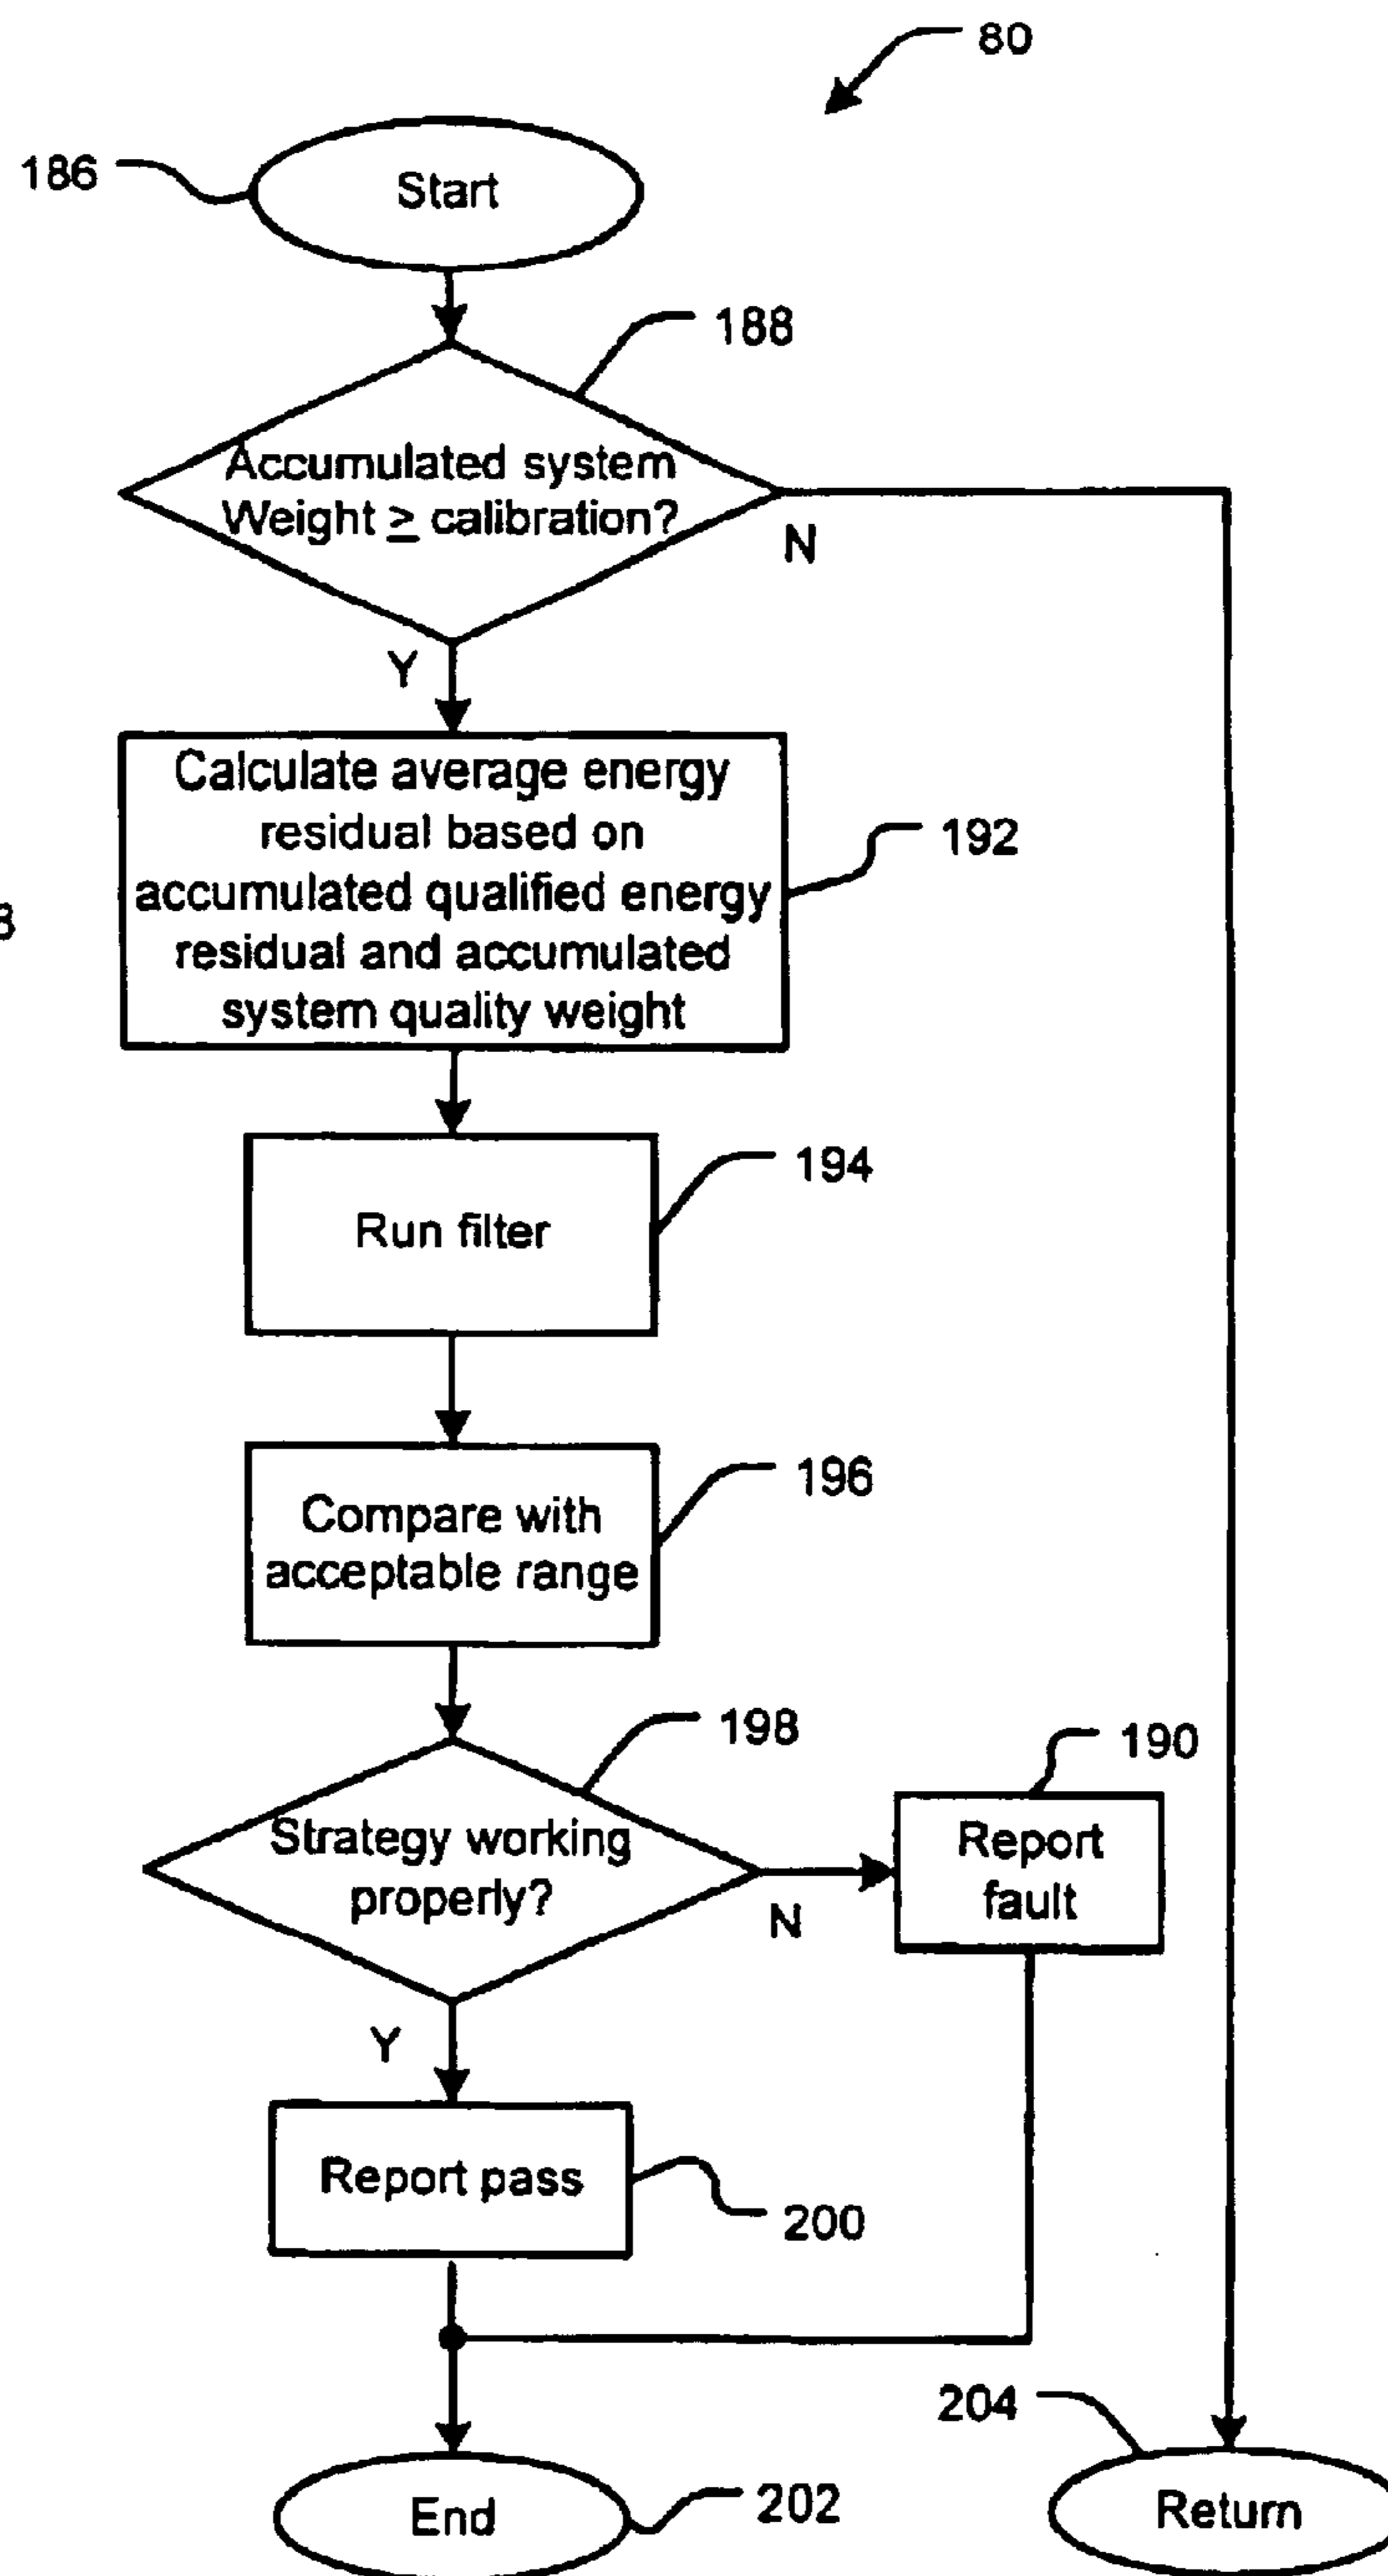 80
186
Start
188
Accumulated system
Weight ≥ calibration?
N
Y
Calculate average energy
residual based on
accumulated qualified energy
residual and accumulated
system quality weight
192
194
Run filter
196
Compare with
acceptable range
198
190
Strategy working
properly?
Report
fault
N
Y
Report pass
200
204
End
202
Return